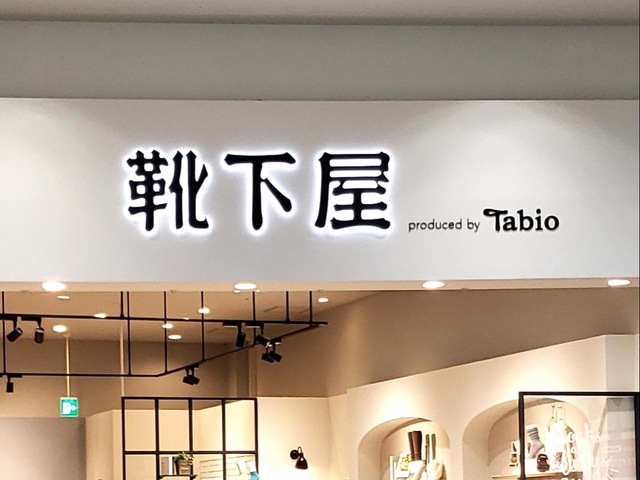 靴下屋 produced by Tabio